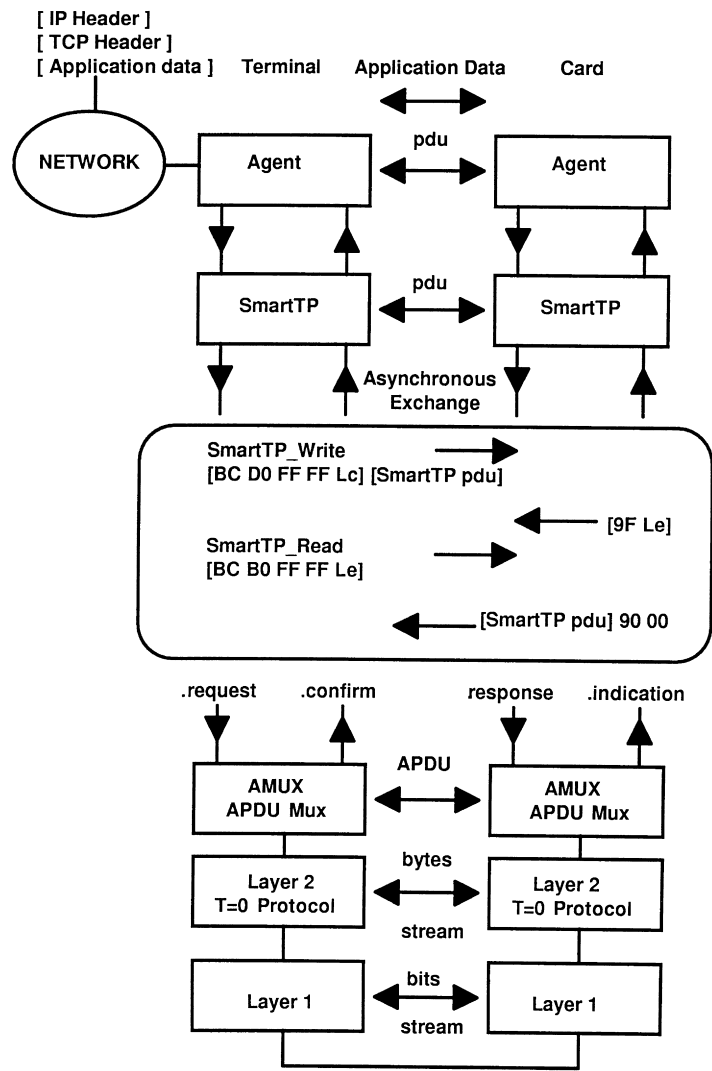 [ IP Header ]
[ TCP Header ]
[ Application data ]
Terminal
Application Data
Card
NETWORK
Agent
pdu
Agent
SmartTP
pdu
SmartTP
Asynchronous
Exchange
SmartTP_Write
[BC D0 FF FF Lc] [SmartTP pdu]
[9F Le]
SmartTP_Read
[BC B0 FF FF Le]
[SmartTP pdu] 90 00
.request
.confirm
response
.indication
AMUX
APDU Mux
APDU
AMUX
APDU Mux
Layer 2
T=0 Protocol
bytes
stream
Layer 2
T=0 Protocol
Layer 1
bits
stream
Layer 1